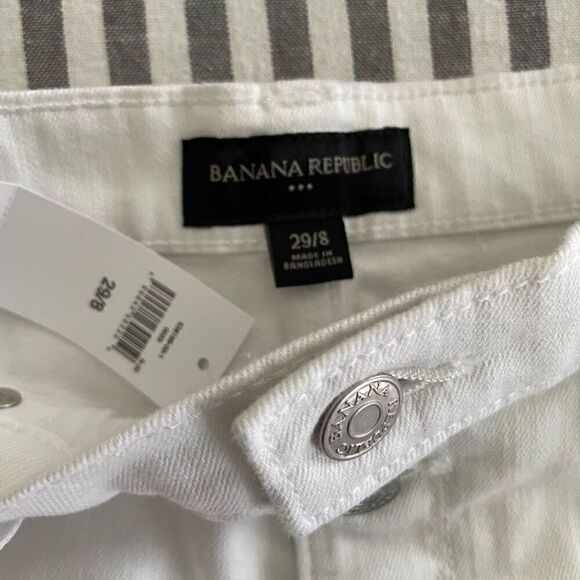 BANANA REPUBLIC
29/8
MADE IN
BANGLADESH
29/8
BANANA REPUBLIC